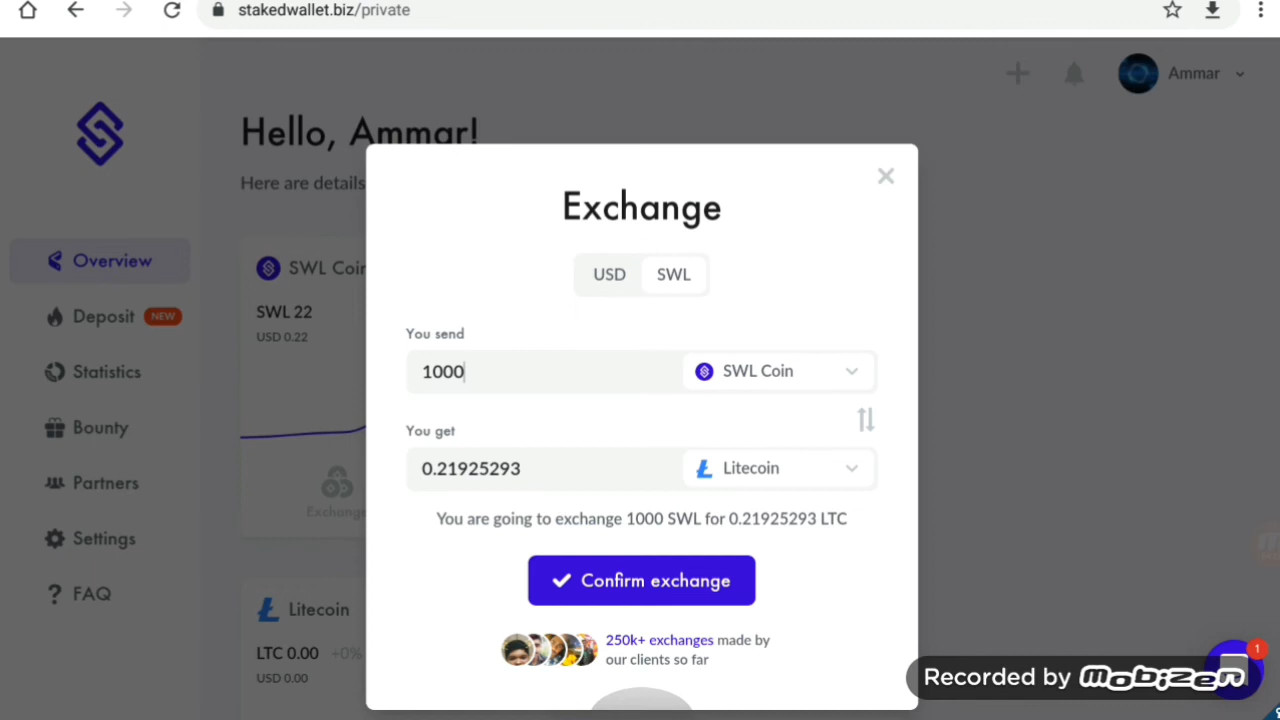 stakedwallet.biz/private
Ammar
Hello, Ammar!
Here are details
Overview
Deposit NEW
Statistics
Bounty
Partners
Settings
FAQ
SWL Coin
SWL 22
USD 0.22
Exchange
Litecoin
LTC 0.00 +0%
USD 0.00
Exchange
USD SWL
You send
1000 SWL Coin
You get
0.21925293 Litecoin
You are going to exchange 1000 SWL for 0.21925293 LTC
Confirm exchange
250k+ exchanges made by
our clients so far
1
Recorded by Mobizen